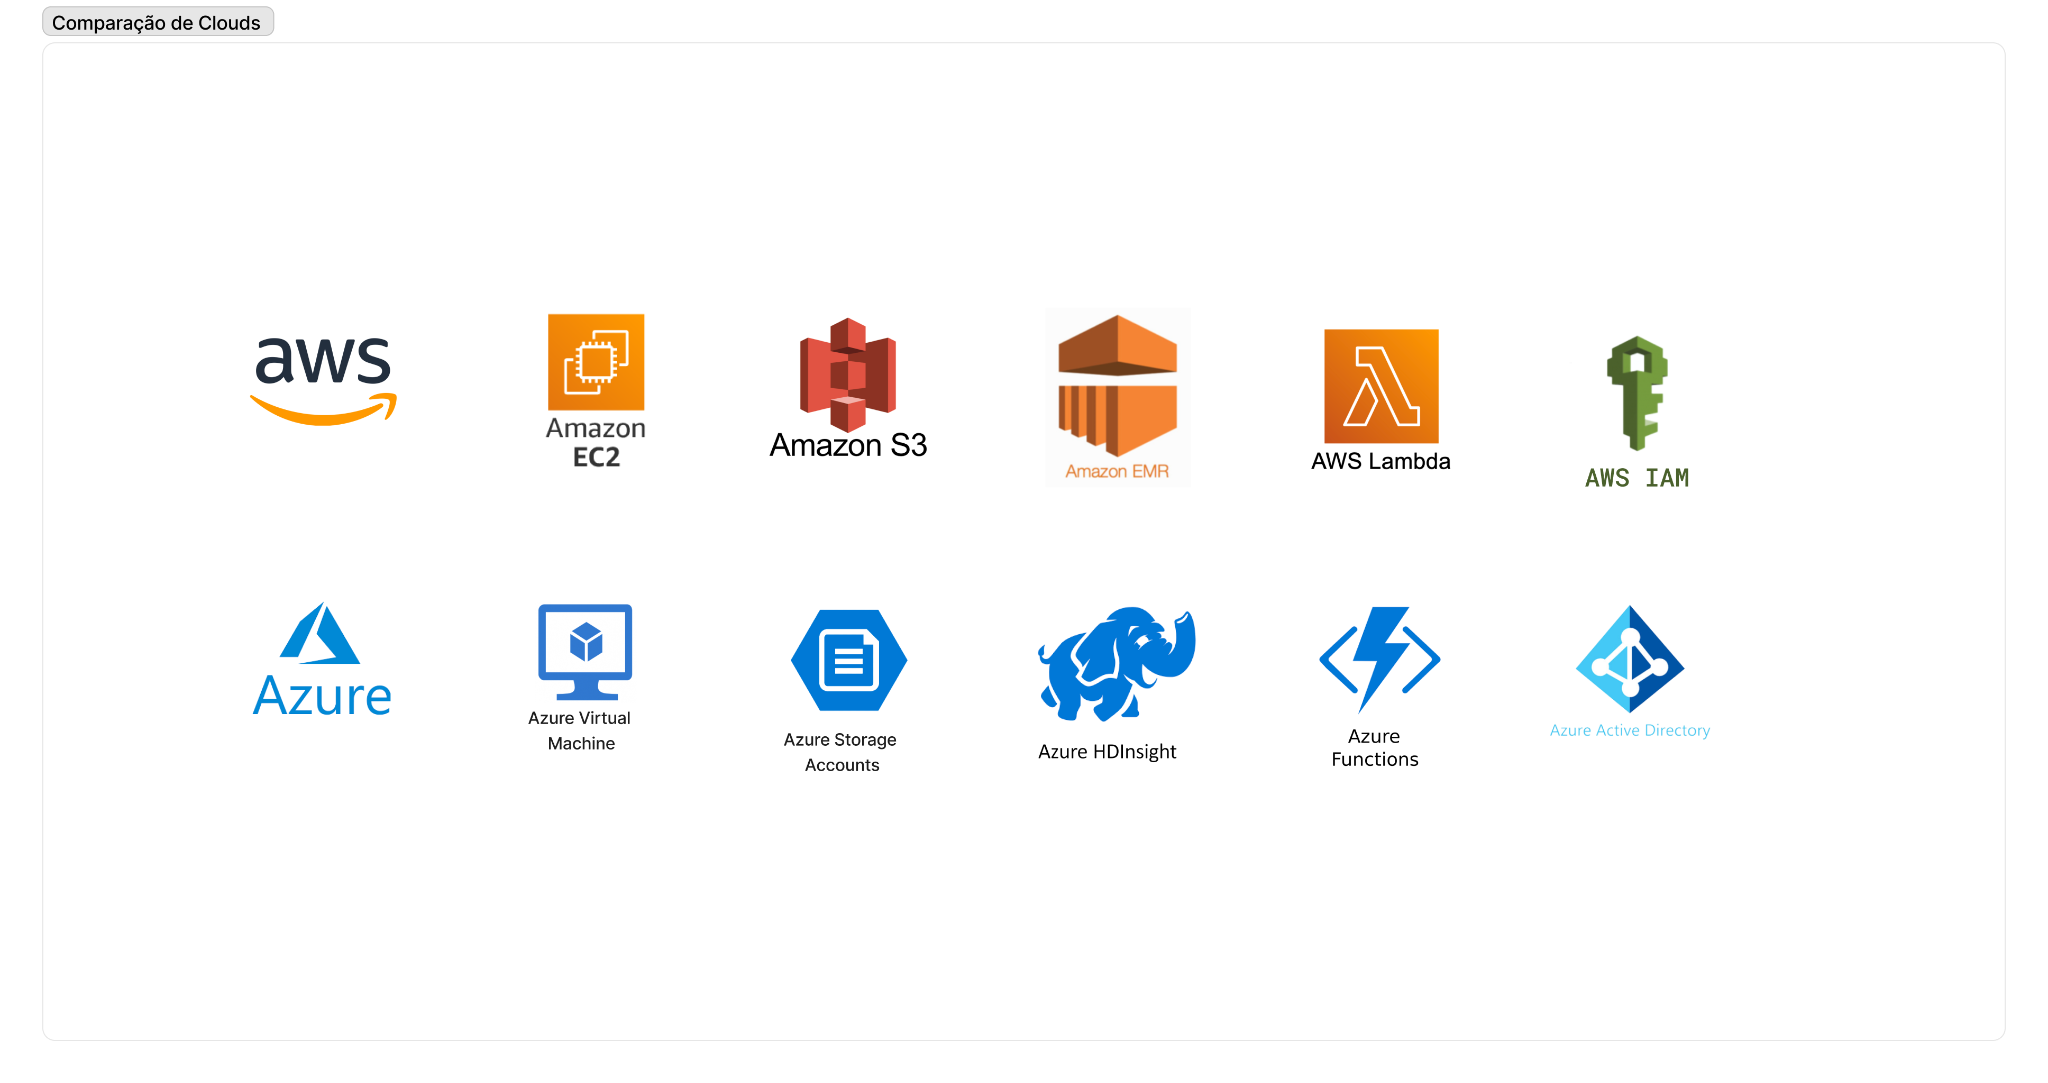 Comparação de Clouds
aws
Amazon
EC2
Amazon S3
Amazon EMR
AWS Lambda
AWS IAM
Azure
Azure Virtual
Machine
Azure Storage
Accounts
Azure HDInsight
Azure
Functions
Azure Active Directory